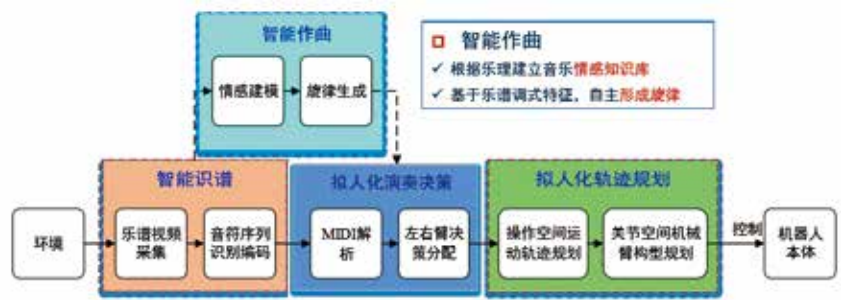 智能作曲
情感建模
旋律生成
智能作曲
根据乐理建立音乐情感知识库
基于乐谱调式特征，自主形成旋律
智能识谱
拟人化演奏决策
拟人化轨迹规划
环境
乐谱视频
采集
音符序列
识别编码
MIDI解
析
左右臂决
策分配
操作空间运
动轨迹规划
关节空间机械
臂构型规划
控制
机器人
本体